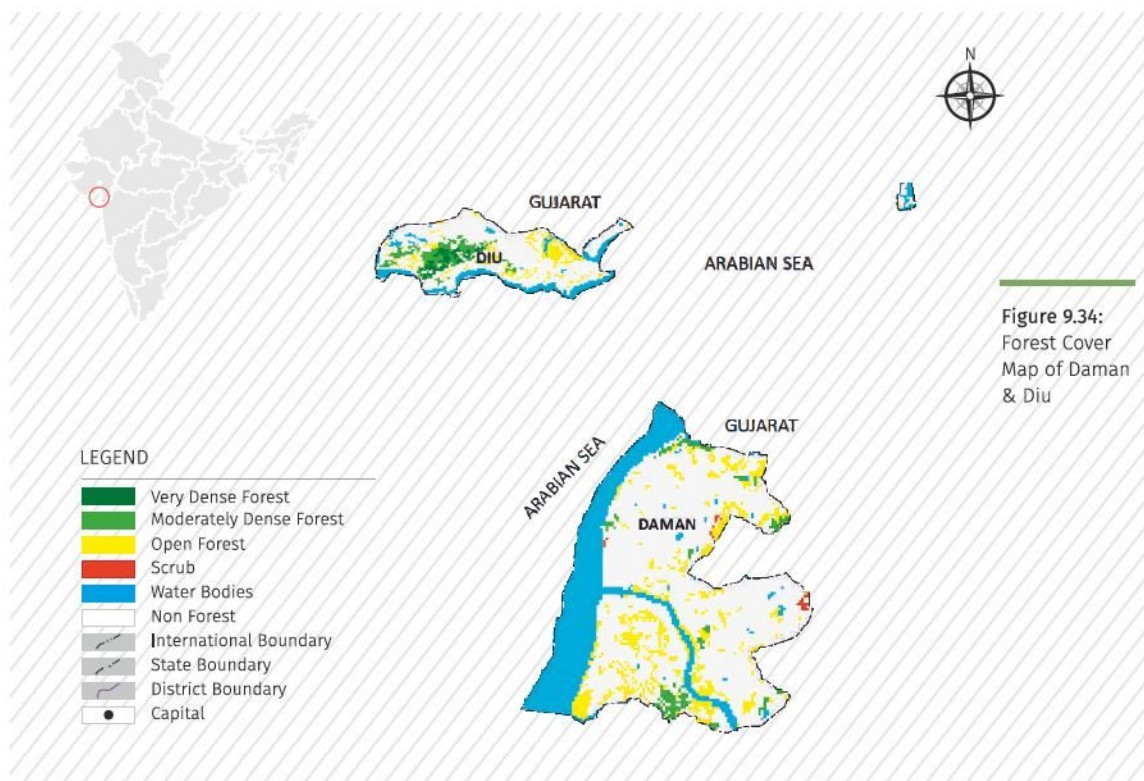 N
GUJARAT
DIU
ARABIAN SEA
Figure 9.34:
Forest Cover
Map of Daman
& Diu
GUJARAT
ARABIAN SEA
DAMAN
LEGEND
Very Dense Forest
Moderately Dense Forest
Open Forest
Scrub
Water Bodies
Non Forest
International Boundary
State Boundary
District Boundary
Capital